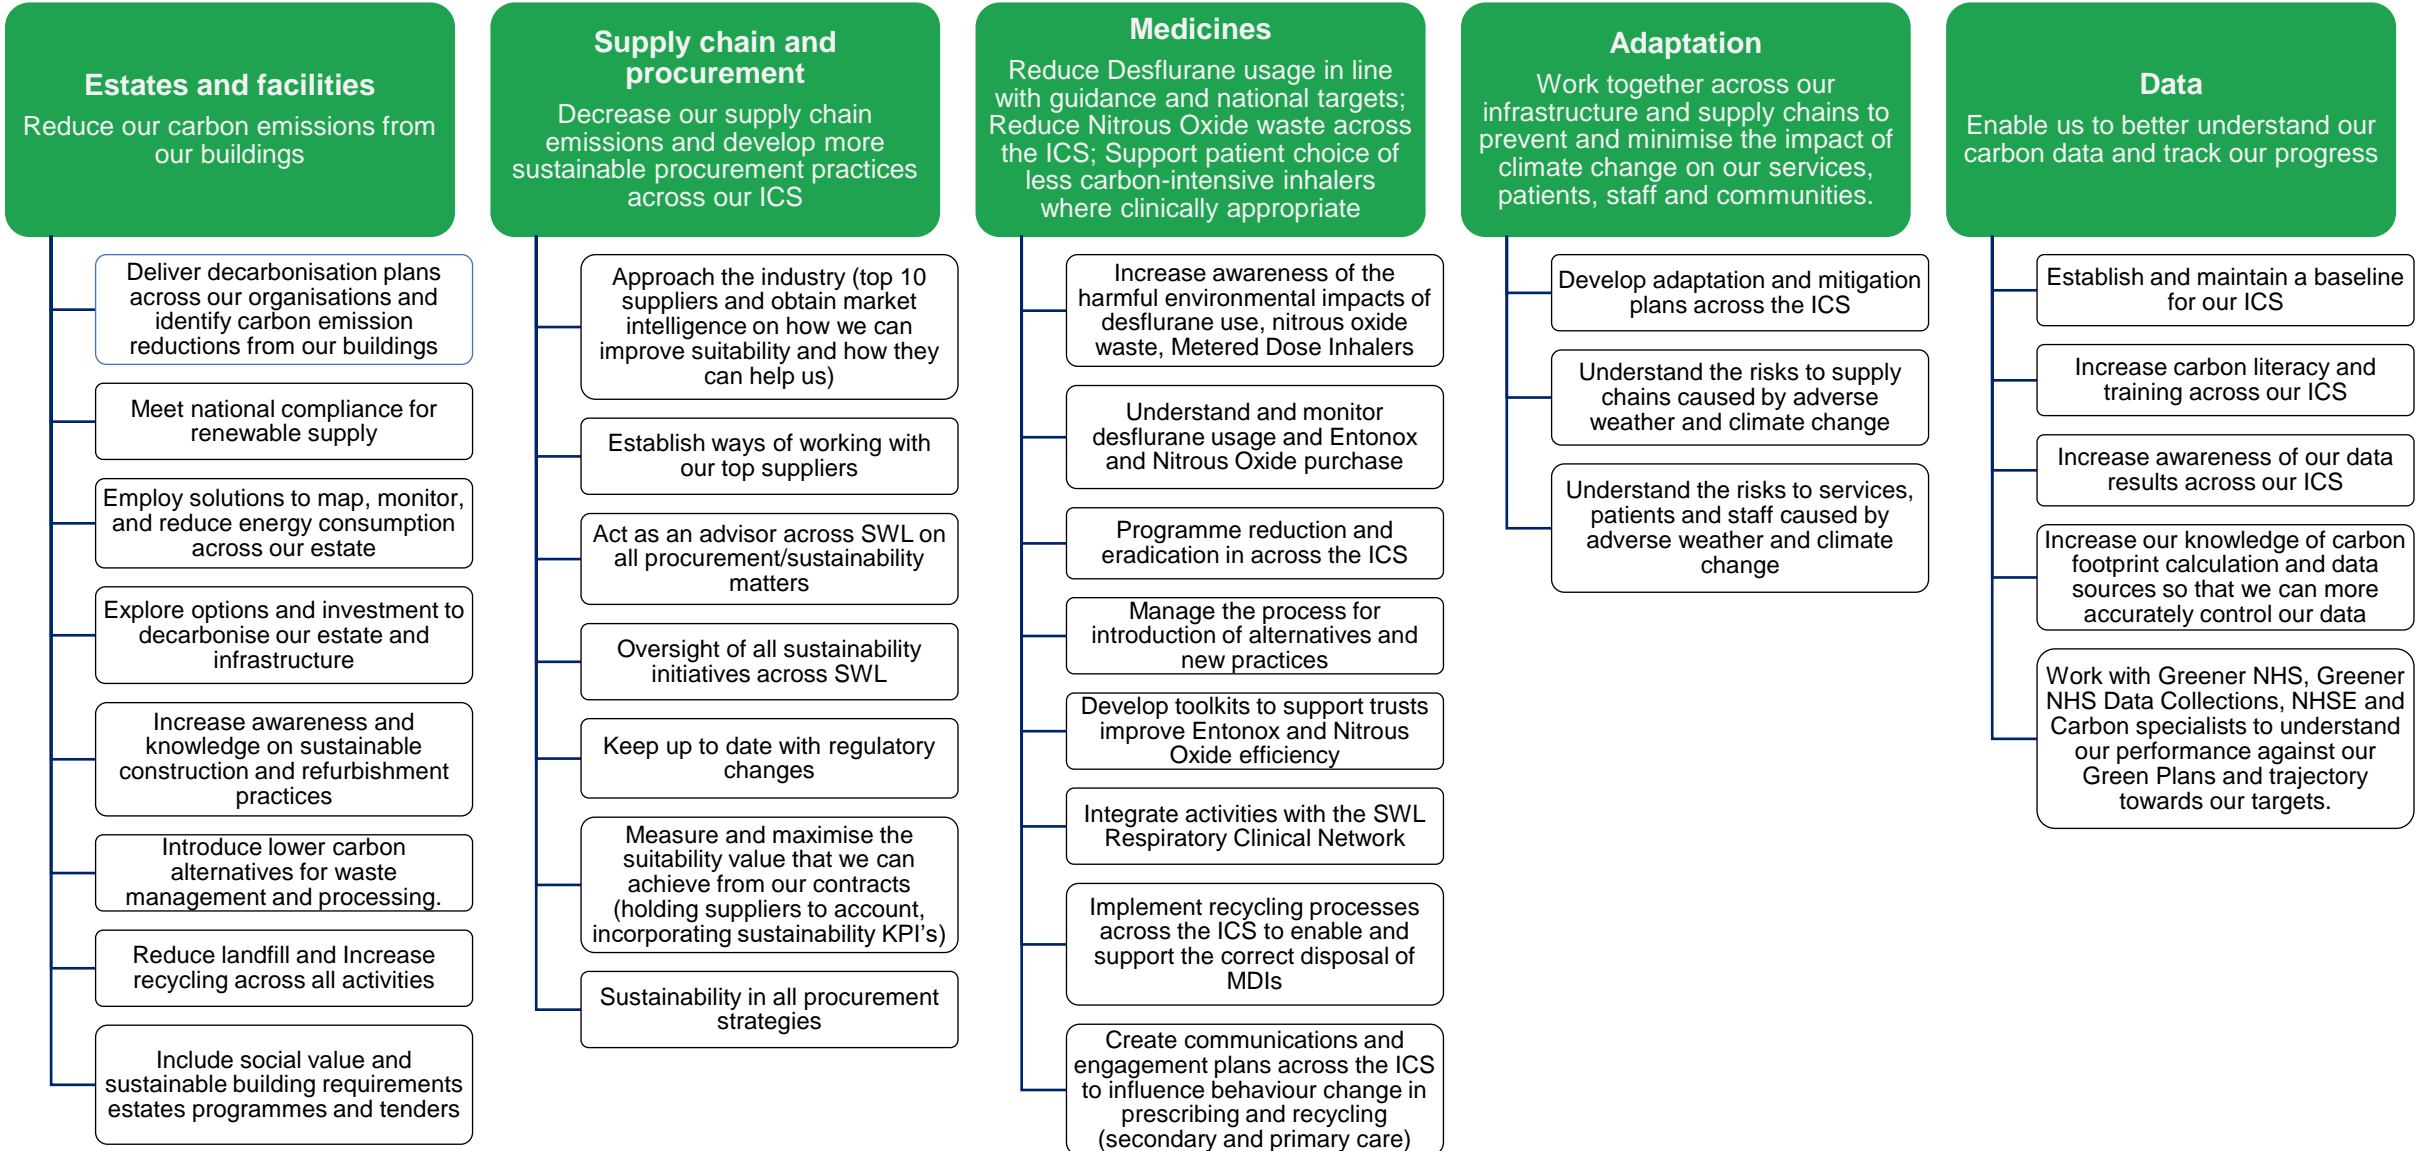 Estates and facilities
Reduce our carbon emissions from
our buildings
Deliver decarbonisation plans
across our organisations and
identify carbon emission
reductions from our buildings
Meet national compliance for
renewable supply
Employ solutions to map, monitor,
and reduce energy consumption
across our estate
Explore options and investment to
decarbonise our estate and
infrastructure
Increase awareness and
knowledge on sustainable
construction and refurbishment
practices
Introduce lower carbon
alternatives for waste
management and processing.
Reduce landfill and Increase
recycling across all activities
Include social value and
sustainable building requirements
estates programmes and tenders
Supply chain and
procurement
Decrease our supply chain
emissions and develop more
sustainable procurement practices
across our ICS
Approach the industry (top 10
suppliers and obtain market
intelligence on how we can
improve suitability and how they
can help us)
Establish ways of working with
our top suppliers
Act as an advisor across SWL on
all procurement/sustainability
matters
Oversight of all sustainability
initiatives across SWL
Keep up to date with regulatory
changes
Measure and maximise the
suitability value that we can
achieve from our contracts
(holding suppliers to account,
incorporating sustainability KPI's)
Sustainability in all procurement
strategies
Medicines
Reduce Desflurane usage in line
with guidance and national targets;
Reduce Nitrous Oxide waste across
the ICS; Support patient choice of
less carbon-intensive inhalers
where clinically appropriate
Increase awareness of the
harmful environmental impacts of
desflurane use, nitrous oxide
waste, Metered Dose Inhalers
Understand and monitor
desflurane usage and Entonox
and Nitrous Oxide purchase
Programme reduction and
eradication in across the ICS
Manage the process for
introduction of alternatives and
new practices
Develop toolkits to support trusts
improve Entonox and Nitrous
Oxide efficiency
Integrate activities with the SWL
Respiratory Clinical Network
Implement recycling processes
across the ICS to enable and
support the correct disposal of
MDIs
Create communications and
engagement plans across the ICS
to influence behaviour change in
prescribing and recycling
(secondary and primary care)
Adaptation
Work together across our
infrastructure and supply chains to
prevent and minimise the impact of
climate change on our services,
patients, staff and communities.
Develop adaptation and mitigation
plans across the ICS
Understand the risks to supply
chains caused by adverse
weather and climate change
Understand the risks to services,
patients and staff caused by
adverse weather and climate
change
Data
Enable us to better understand our
carbon data and track our progress
Establish and maintain a baseline
for our ICS
Increase carbon literacy and
training across our ICS
Increase awareness of our data
results across our ICS
Increase our knowledge of carbon
footprint calculation and data
sources so that we can more
accurately control our data
Work with Greener NHS, Greener
NHS Data Collections, NHSE and
Carbon specialists to understand
our performance against our
Green Plans and trajectory
towards our targets.